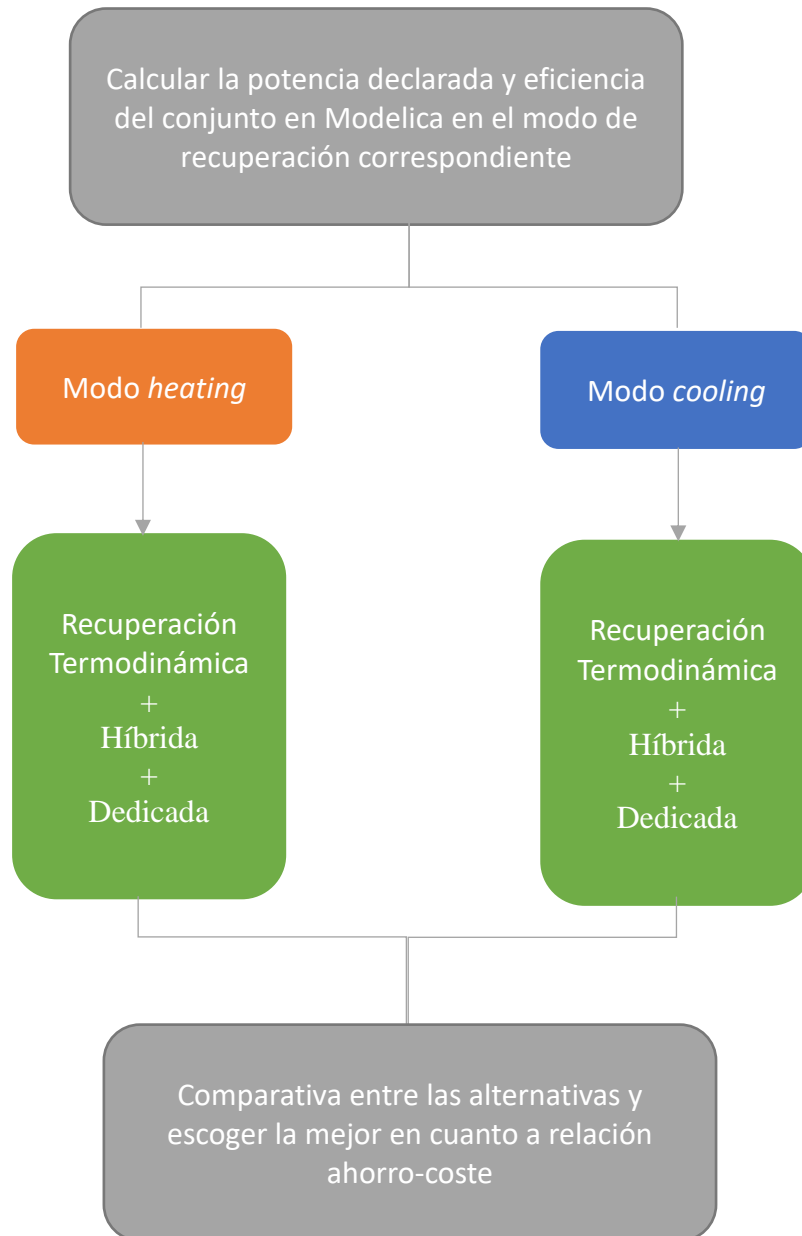 Calcular la potencia declarada y eficiencia
del conjunto en Modelica en el modo de
recuperación correspondiente
Modo heating
Modo cooling
Recuperación
Termodinámica
+
Híbrida
+
Dedicada
Recuperación
Termodinámica
+
Híbrida
+
Dedicada
Comparativa entre las alternativas y
escoger la mejor en cuanto a relación
ahorro-coste